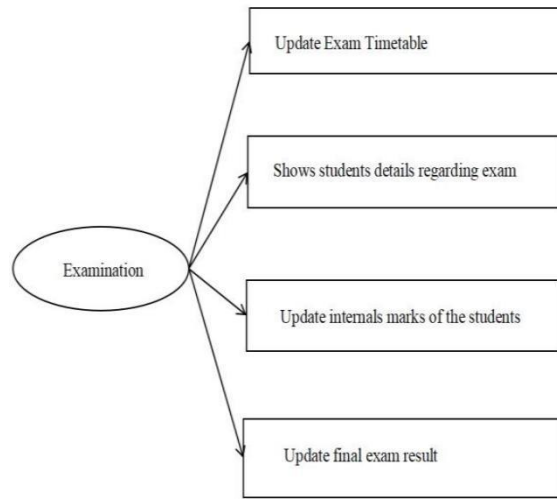 Update Exam Timetable
Shows students details regarding exam
Examination
Update internals marks of the students
Update final exam result